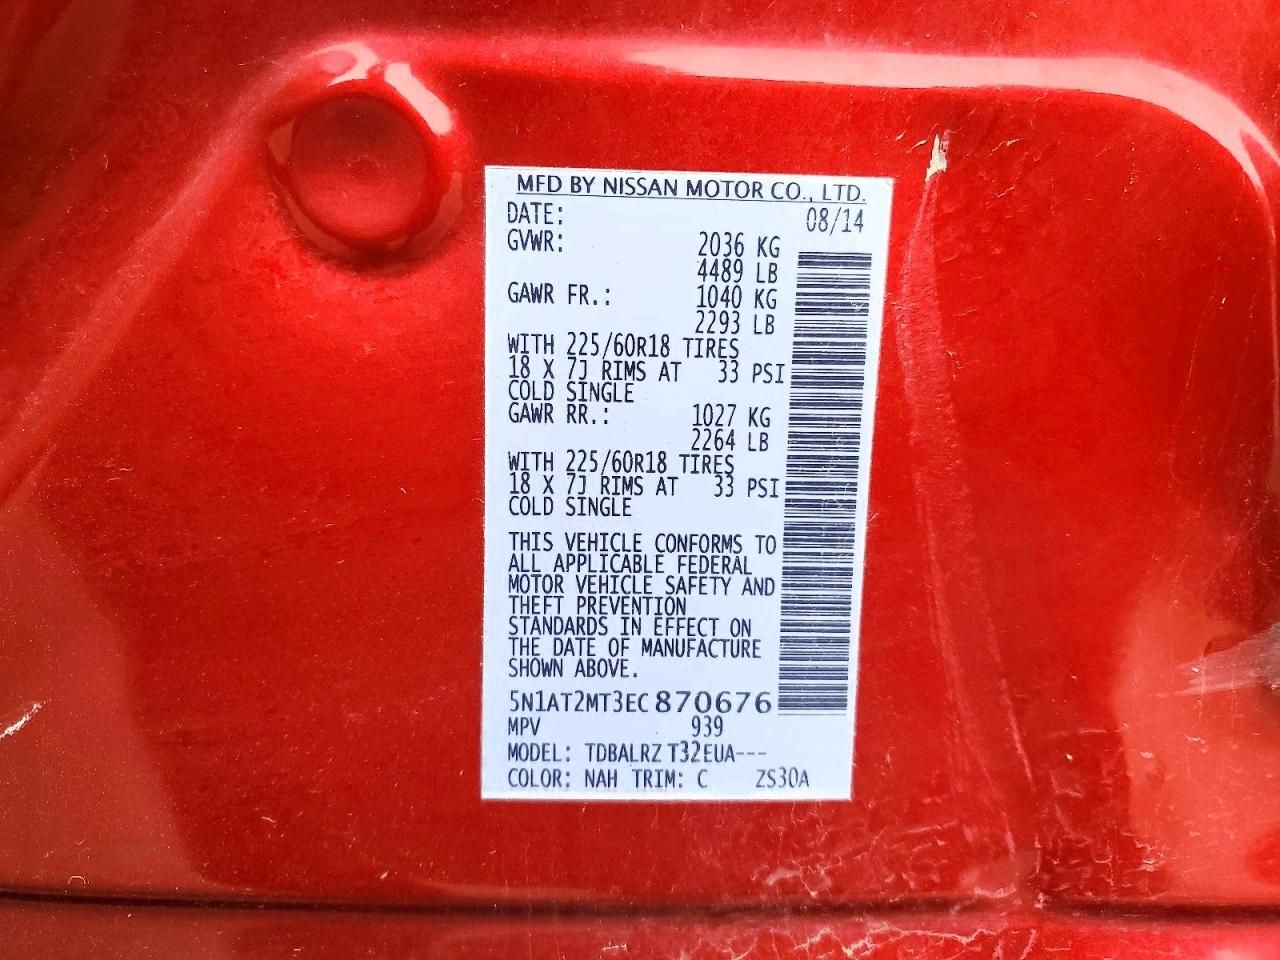 MFD BY NISSAN MOTOR CO., LTD.
DATE: 08/14
GVWR: 2036 KG
4489 LB
GAWR FR.: 1040 KG
2293 LB
WITH 225/60R18 TIRES
18 X 7J RIMS AT 33 PSI
COLD SINGLE
GAWR RR.: 1027 KG
2264 LB
WITH 225/60R18 TIRES
18 X 7J RIMS AT 33 PSI
COLD SINGLE
THIS VEHICLE CONFORMS TO
ALL APPLICABLE FEDERAL
MOTOR VEHICLE SAFETY AND
THEFT PREVENTION
STANDARDS IN EFFECT ON
THE DATE OF MANUFACTURE
SHOWN ABOVE.
5N1AT2MT3EC870676
MPV 939
MODEL: TDBALRZ T32EUA---
COLOR: NAH TRIM: C ZS30A